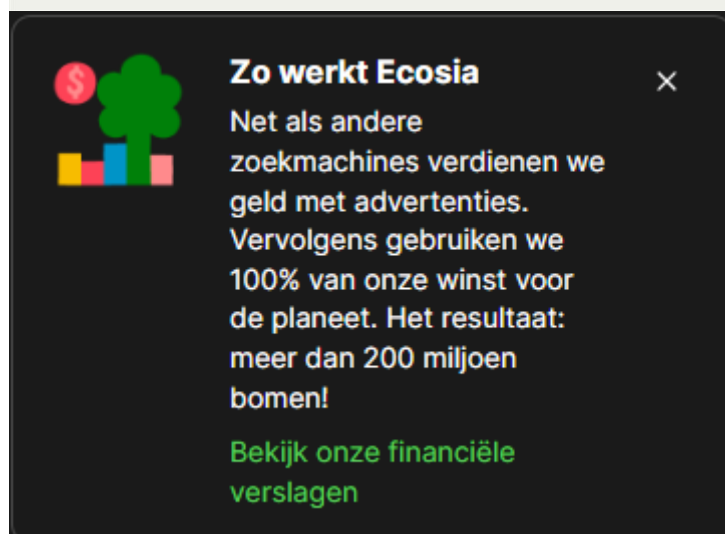 Zo werkt Ecosia
Net als andere
zoekmachines verdienen we
geld met advertenties.
Vervolgens gebruiken we
100% van onze winst voor
de planeet. Het resultaat:
meer dan 200 miljoen
bomen!
Bekijk onze financiële
verslagen